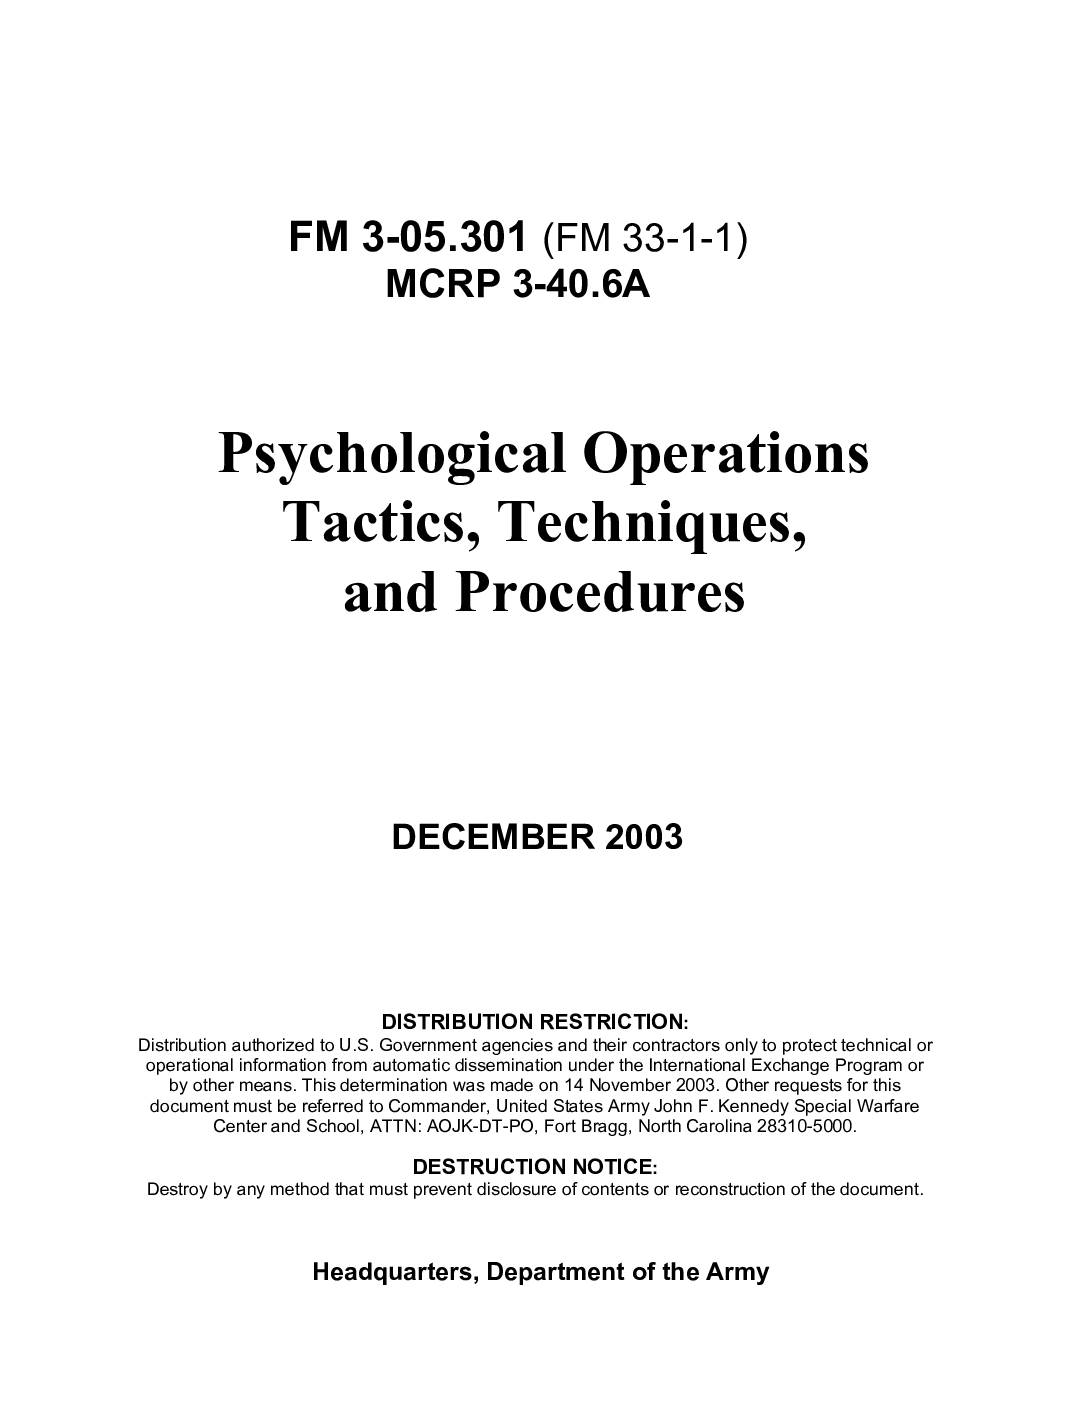 FM 3-05.301 (FM 33-1-1)
MCRP 3-40.6A
Psychological Operations
Tactics, Techniques,
and Procedures
DECEMBER 2003
DISTRIBUTION RESTRICTION:
Distribution authorized to U.S. Government agencies and their contractors only to protect technical or
operational information from automatic dissemination under the International Exchange Program or
by other means. This determination was made on 14 November 2003. Other requests for this
document must be referred to Commander, United States Army John F. Kennedy Special Warfare
Center and School, ATTN: AOJK-DT-PO, Fort Bragg, North Carolina 28310-5000.
DESTRUCTION NOTICE:
Destroy by any method that must prevent disclosure of contents or reconstruction of the document.
Headquarters, Department of the Army